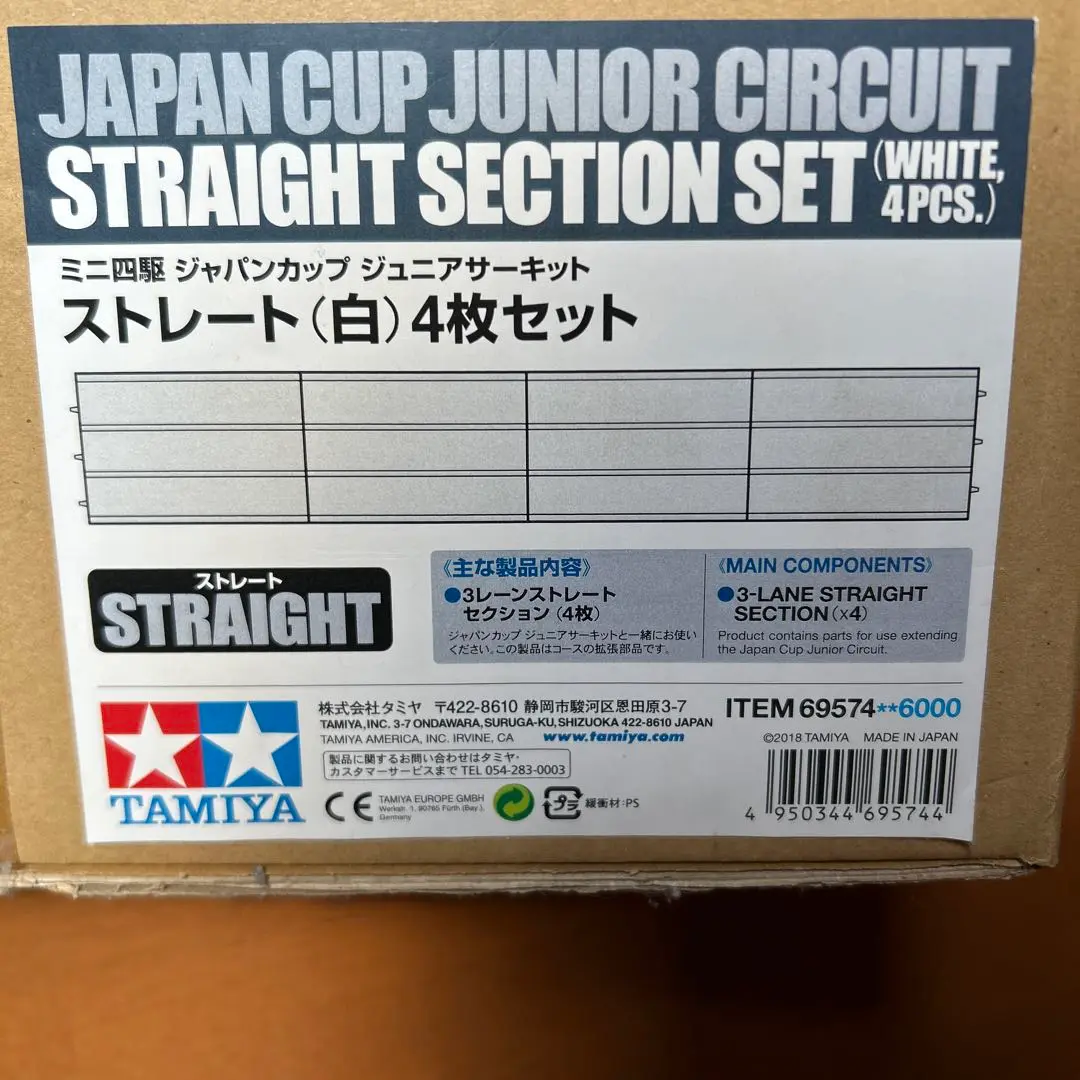 JAPAN CUP JUNIOR CIRCUIT
STRAIGHT SECTION SET (WHITE, 4PCS.)
ミニ四駆 ジャパンカップ ジュニアサーキット
ストレート(白)4枚セット
ストレート
STRAIGHT
《主な製品内容》
●3レーンストレート
セクション(4枚)
ジャパンカップ ジュニアサーキットと一緒にお使い
ください。この製品はコースの拡張部品です。
《MAIN COMPONENTS》
●3-LANE STRAIGHT
SECTION(×4)
Product contains parts for use extending
the Japan Cup Junior Circuit.
TAMIYA
株式会社タミヤ 〒422-8610 静岡市駿河区恩田原3-7
TAMIYA, INC. 3-7 ONDAWARA, SURUGA-KU, SHIZUOKA 422-8610 JAPAN
TAMIYA AMERICA, INC. IRVINE, CA www.tamiya.com
製品に関するお問い合わせはタミヤ・
カスタマーサービスまで TEL 054-283-0003
CE
TAMIYA EUROPE GMBH
Werkstr. 1, 90765 Fürth (Bay.),
Germany
プラ 緩衝材:PS
ITEM 69574**6000
©2018 TAMIYA MADE IN JAPAN
4 950344 695744